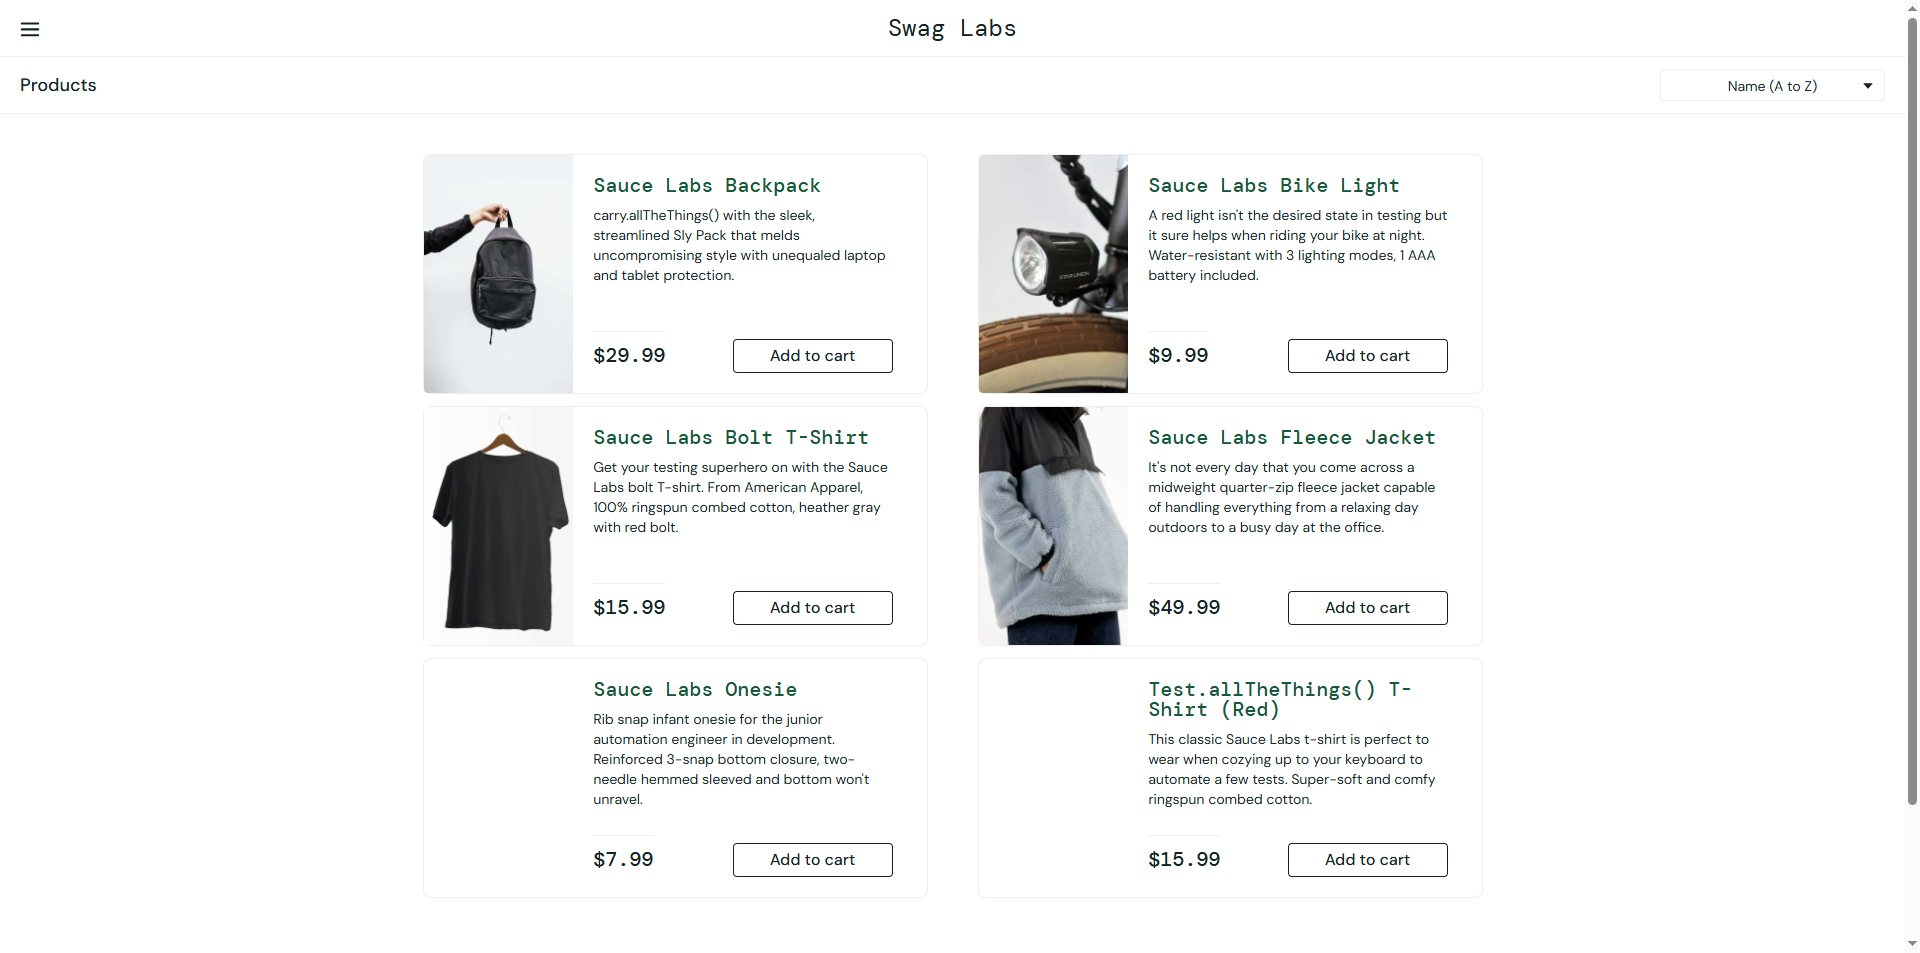 Swag Labs
Products
Name (A to Z)
Sauce Labs Backpack
carry.allTheThings() with the sleek,
streamlined Sly Pack that melds
uncompromising style with unequaled laptop
and tablet protection.
$29.99
Add to cart
Sauce Labs Bike Light
A red light isn't the desired state in testing but
it sure helps when riding your bike at night.
Water-resistant with 3 lighting modes, 1 AAA
battery included.
$9.99
Add to cart
Sauce Labs Bolt T-Shirt
Get your testing superhero on with the Sauce
Labs bolt T-shirt. From American Apparel,
100% ringspun combed cotton, heather gray
with red bolt.
$15.99
Add to cart
Sauce Labs Fleece Jacket
It's not every day that you come across a
midweight quarter-zip fleece jacket capable
of handling everything from a relaxing day
outdoors to a busy day at the office.
$49.99
Add to cart
Sauce Labs Onesie
Rib snap infant onesie for the junior
automation engineer in development.
Reinforced 3-snap bottom closure, two-
needle hemmed sleeved and bottom won't
unravel.
$7.99
Add to cart
Test.allTheThings() T-
Shirt (Red)
This classic Sauce Labs t-shirt is perfect to
wear when cozying up to your keyboard to
automate a few tests. Super-soft and comfy
ringspun combed cotton.
$15.99
Add to cart